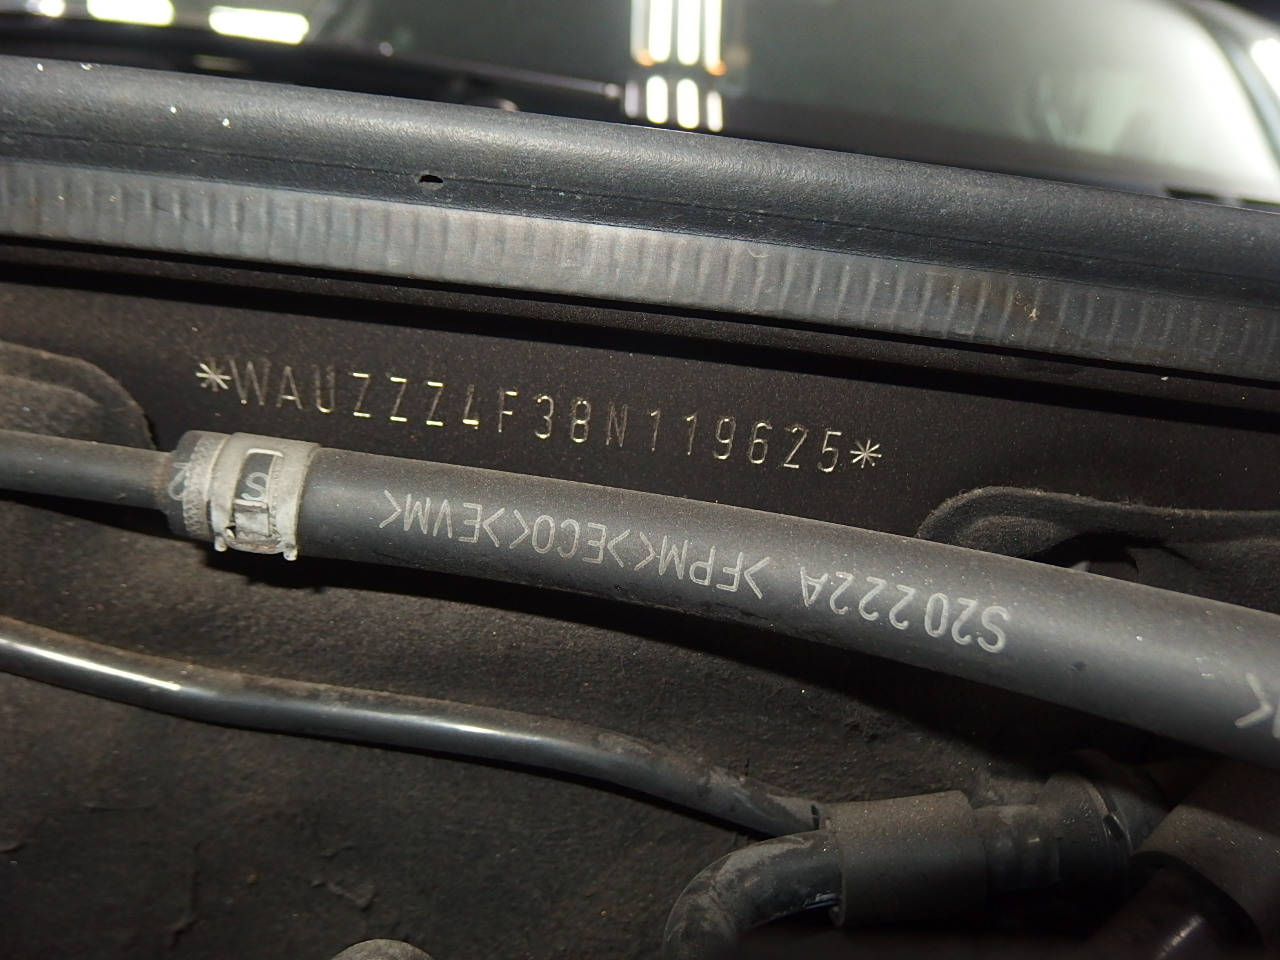 *WAUZZZ4F38N119625*
S
S20222A >FPM<>ECO<>EVM<